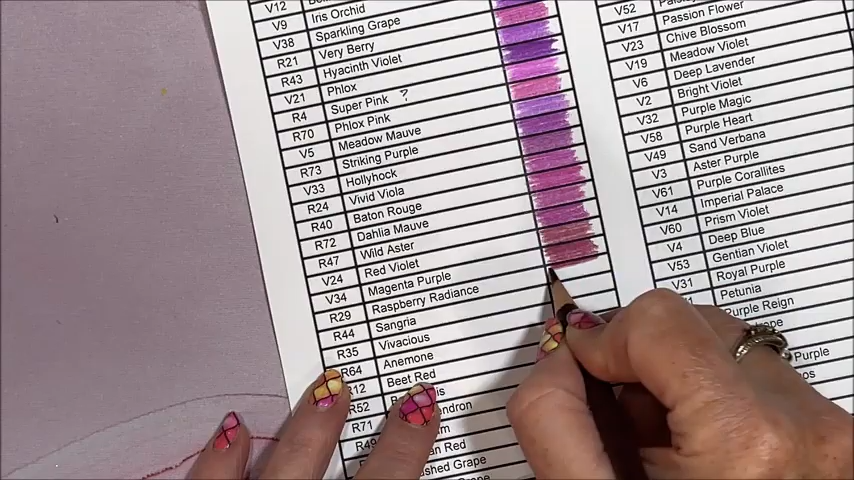 V12
V9 Iris Orchid
V38 Sparkling Grape
R21 Very Berry
R43 Hyacinth Violet
V21 Phlox
R4 Super Pink ?
R70 Phlox Pink
V5 Meadow Mauve
R73 Striking Purple
V33 Hollyhock
R24 Vivid Viola
R40 Baton Rouge
R72 Dahlia Mauve
R47 Wild Aster
V24 Red Violet
V34 Magenta Purple
R29 Raspberry Radiance
R44 Sangria
R35 Vivacious
R64 Anemone
R12 Beet Red
R52
R71
R49
Red
Grape
V52
V17 Passion Flower
V23 Chive Blossom
V19 Meadow Violet
V6 Deep Lavender
V2 Bright Violet
V32 Purple Magic
V58 Purple Heart
V49 Sand Verbana
V3 Aster Purple
V61 Purple Corallites
V14 Imperial Palace
V60 Prism Violet
V4 Deep Blue
V53 Gentian Violet
V31 Royal Purple
Petunia
Purple Reign
Purple